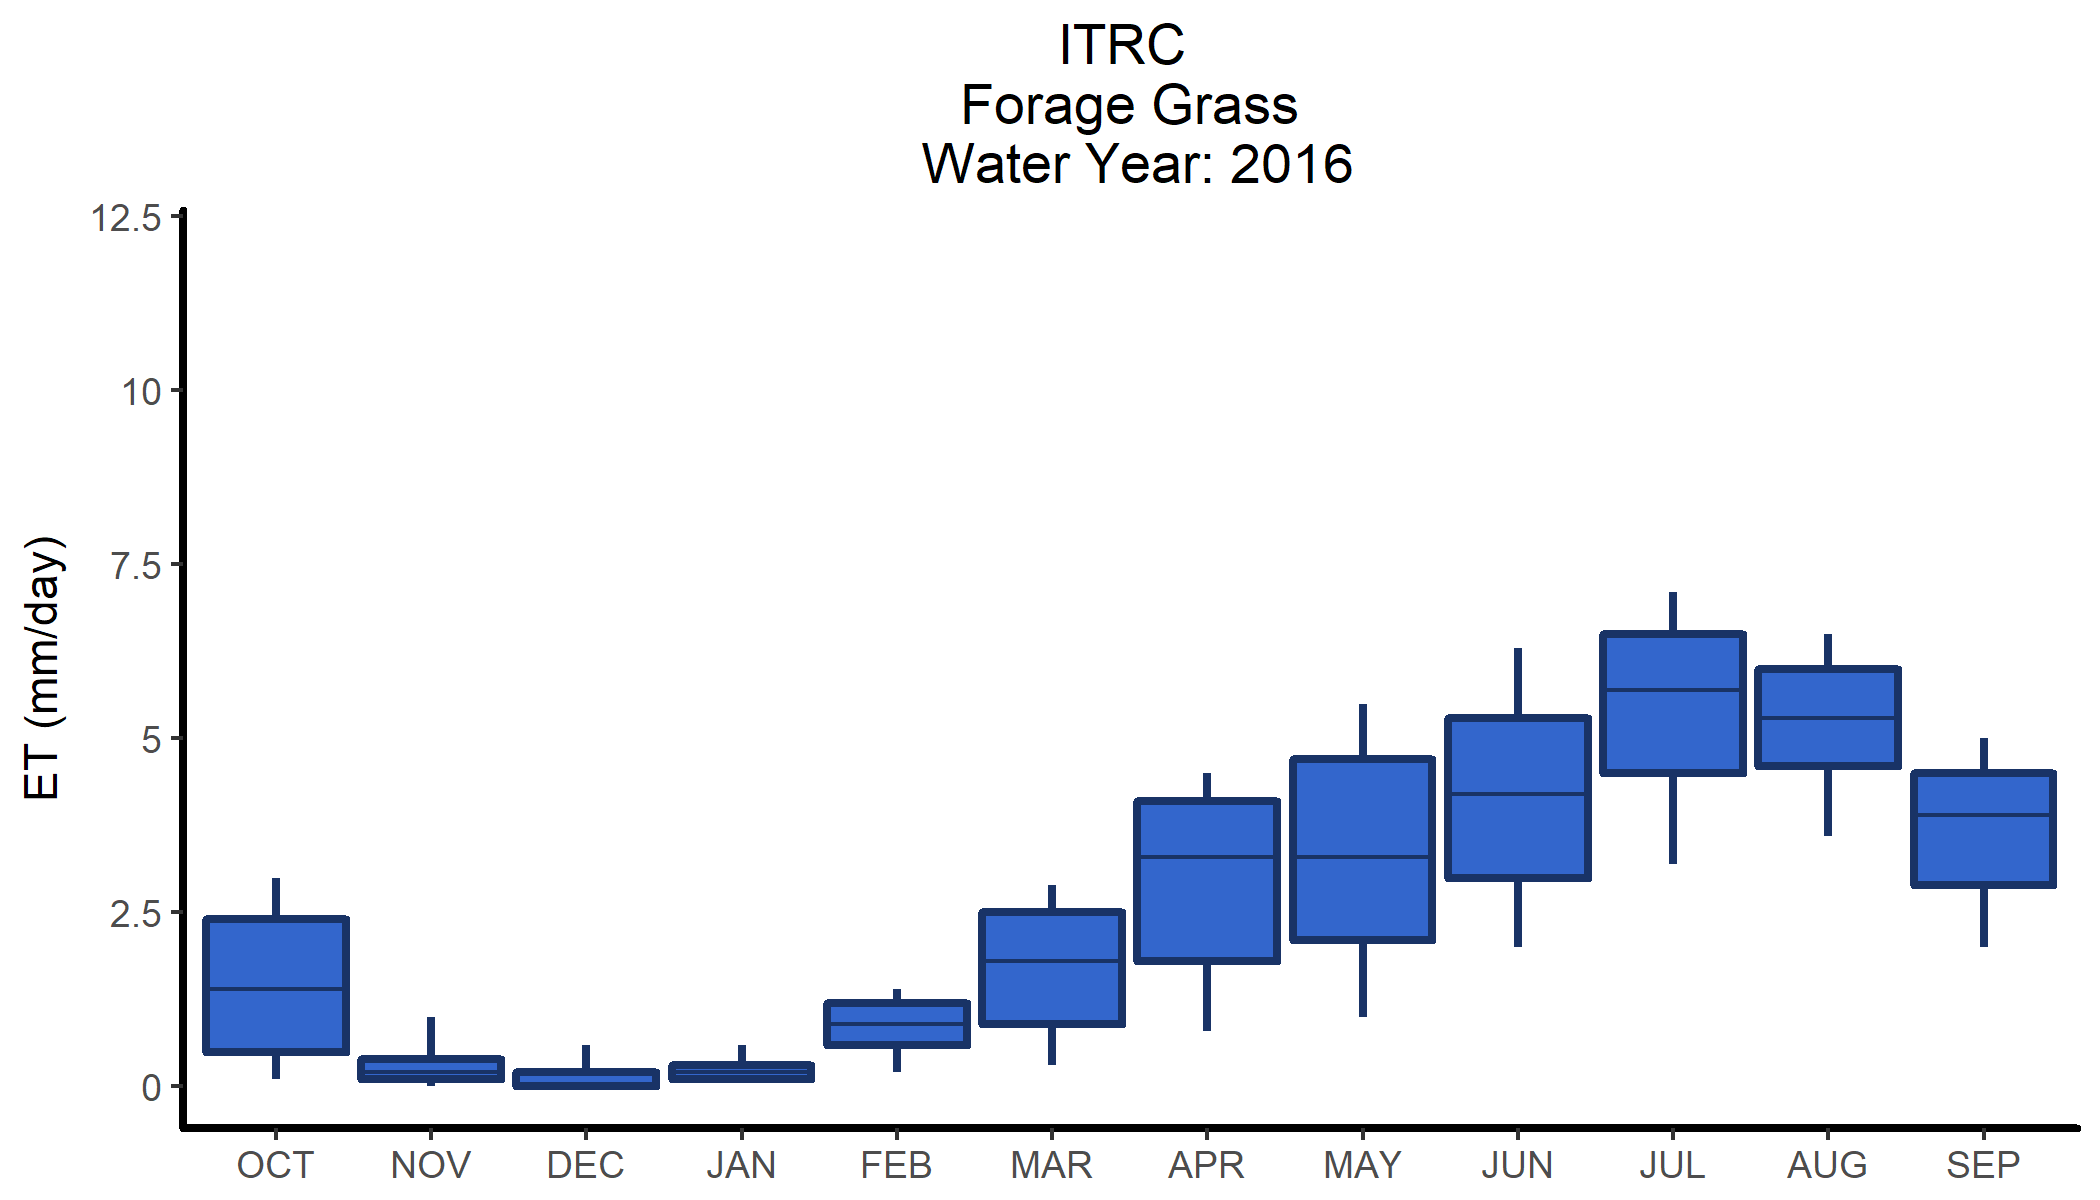 ITRC
Forage Grass
Water Year: 2016
ET (mm/day)
12.5
10
7.5
5
2.5
0
OCT NOV DEC JAN FEB MAR APR MAY JUN JUL AUG SEP